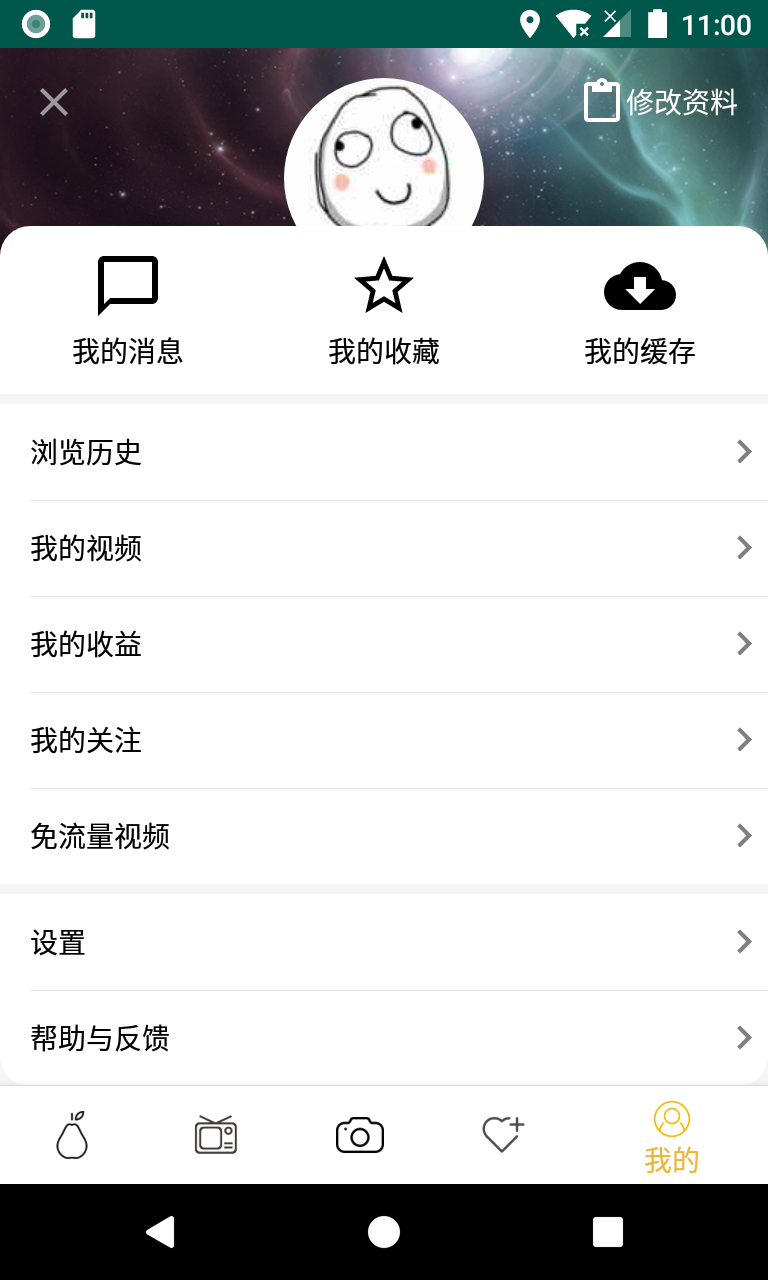 11:00
修改资料
我的消息
我的收藏
我的缓存
浏览历史
我的视频
我的收益
我的关注
免流量视频
设置
帮助与反馈
我的